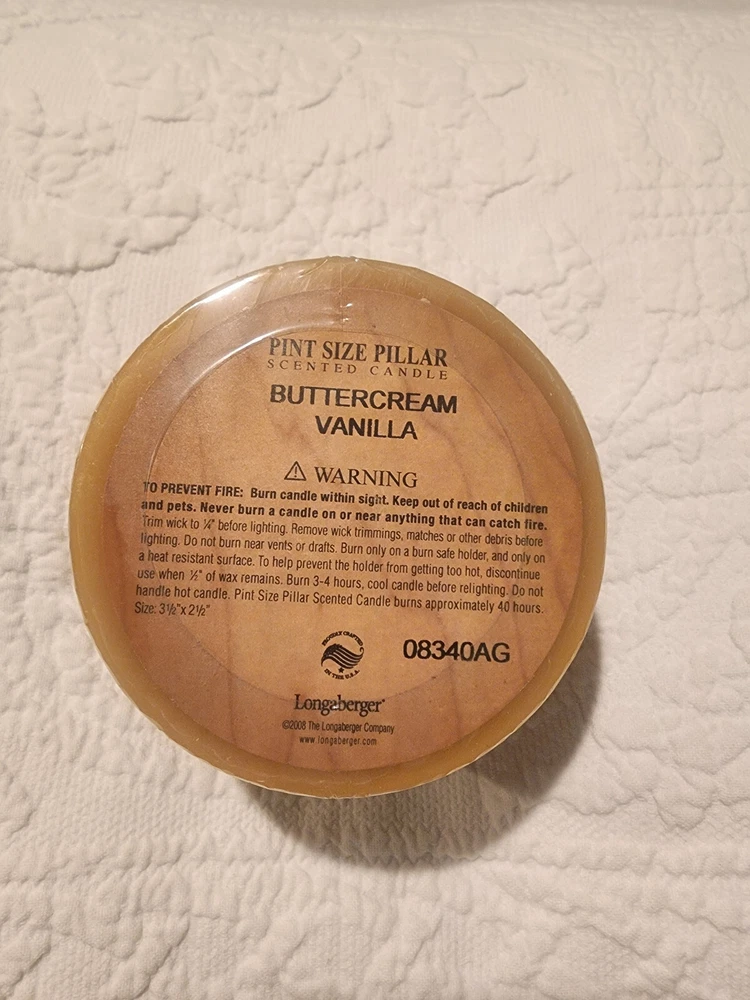 PINT SIZE PILLAR
SCENTED CANDLE
BUTTERCREAM
VANILLA
⚠ WARNING
TO PREVENT FIRE: Burn candle within sight. Keep out of reach of children
and pets. Never burn a candle on or near anything that can catch fire.
Trim wick to ¼" before lighting. Remove wick trimmings, matches or other debris before
lighting. Do not burn near vents or drafts. Burn only on a burn safe holder, and only on
a heat resistant surface. To help prevent the holder from getting too hot, discontinue
use when ½" of wax remains. Burn 3-4 hours, cool candle before relighting. Do not
handle hot candle. Pint Size Pillar Scented Candle burns approximately 40 hours.
Size: 3½"x 2½"
PROUDLY CRAFTED
IN THE U.S.A.
08340AG
Longaberger®
©2008 The Longaberger Company
www.longaberger.com